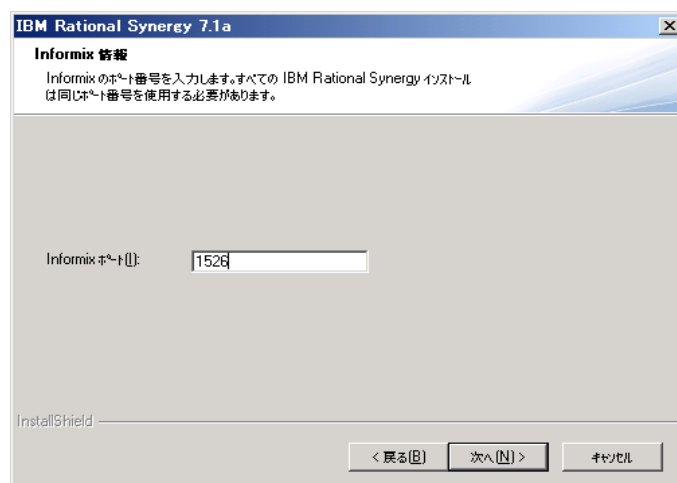 IBM Rational Synergy 7.1a
Informix 情報
Informix のポート番号を入力します。すべての IBM Rational Synergy インストール
は同じポート番号を使用する必要があります。
Informix ポート(I):
1526
InstallShield
< 戻る(B)
次へ(N) >
キャンセル